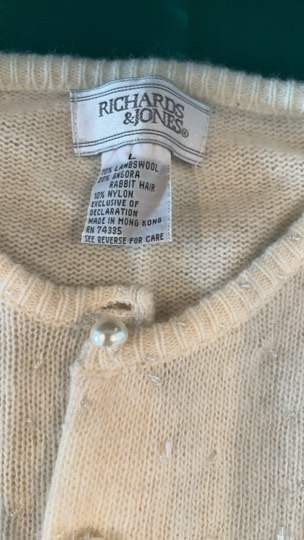 RICHARDS
&JONES®
L
70% LAMBSWOOL
20% ANGORA
RABBIT HAIR
10% NYLON
EXCLUSIVE OF
DECLARATION
MADE IN HONG KONG
RN 74335
SEE REVERSE FOR CARE